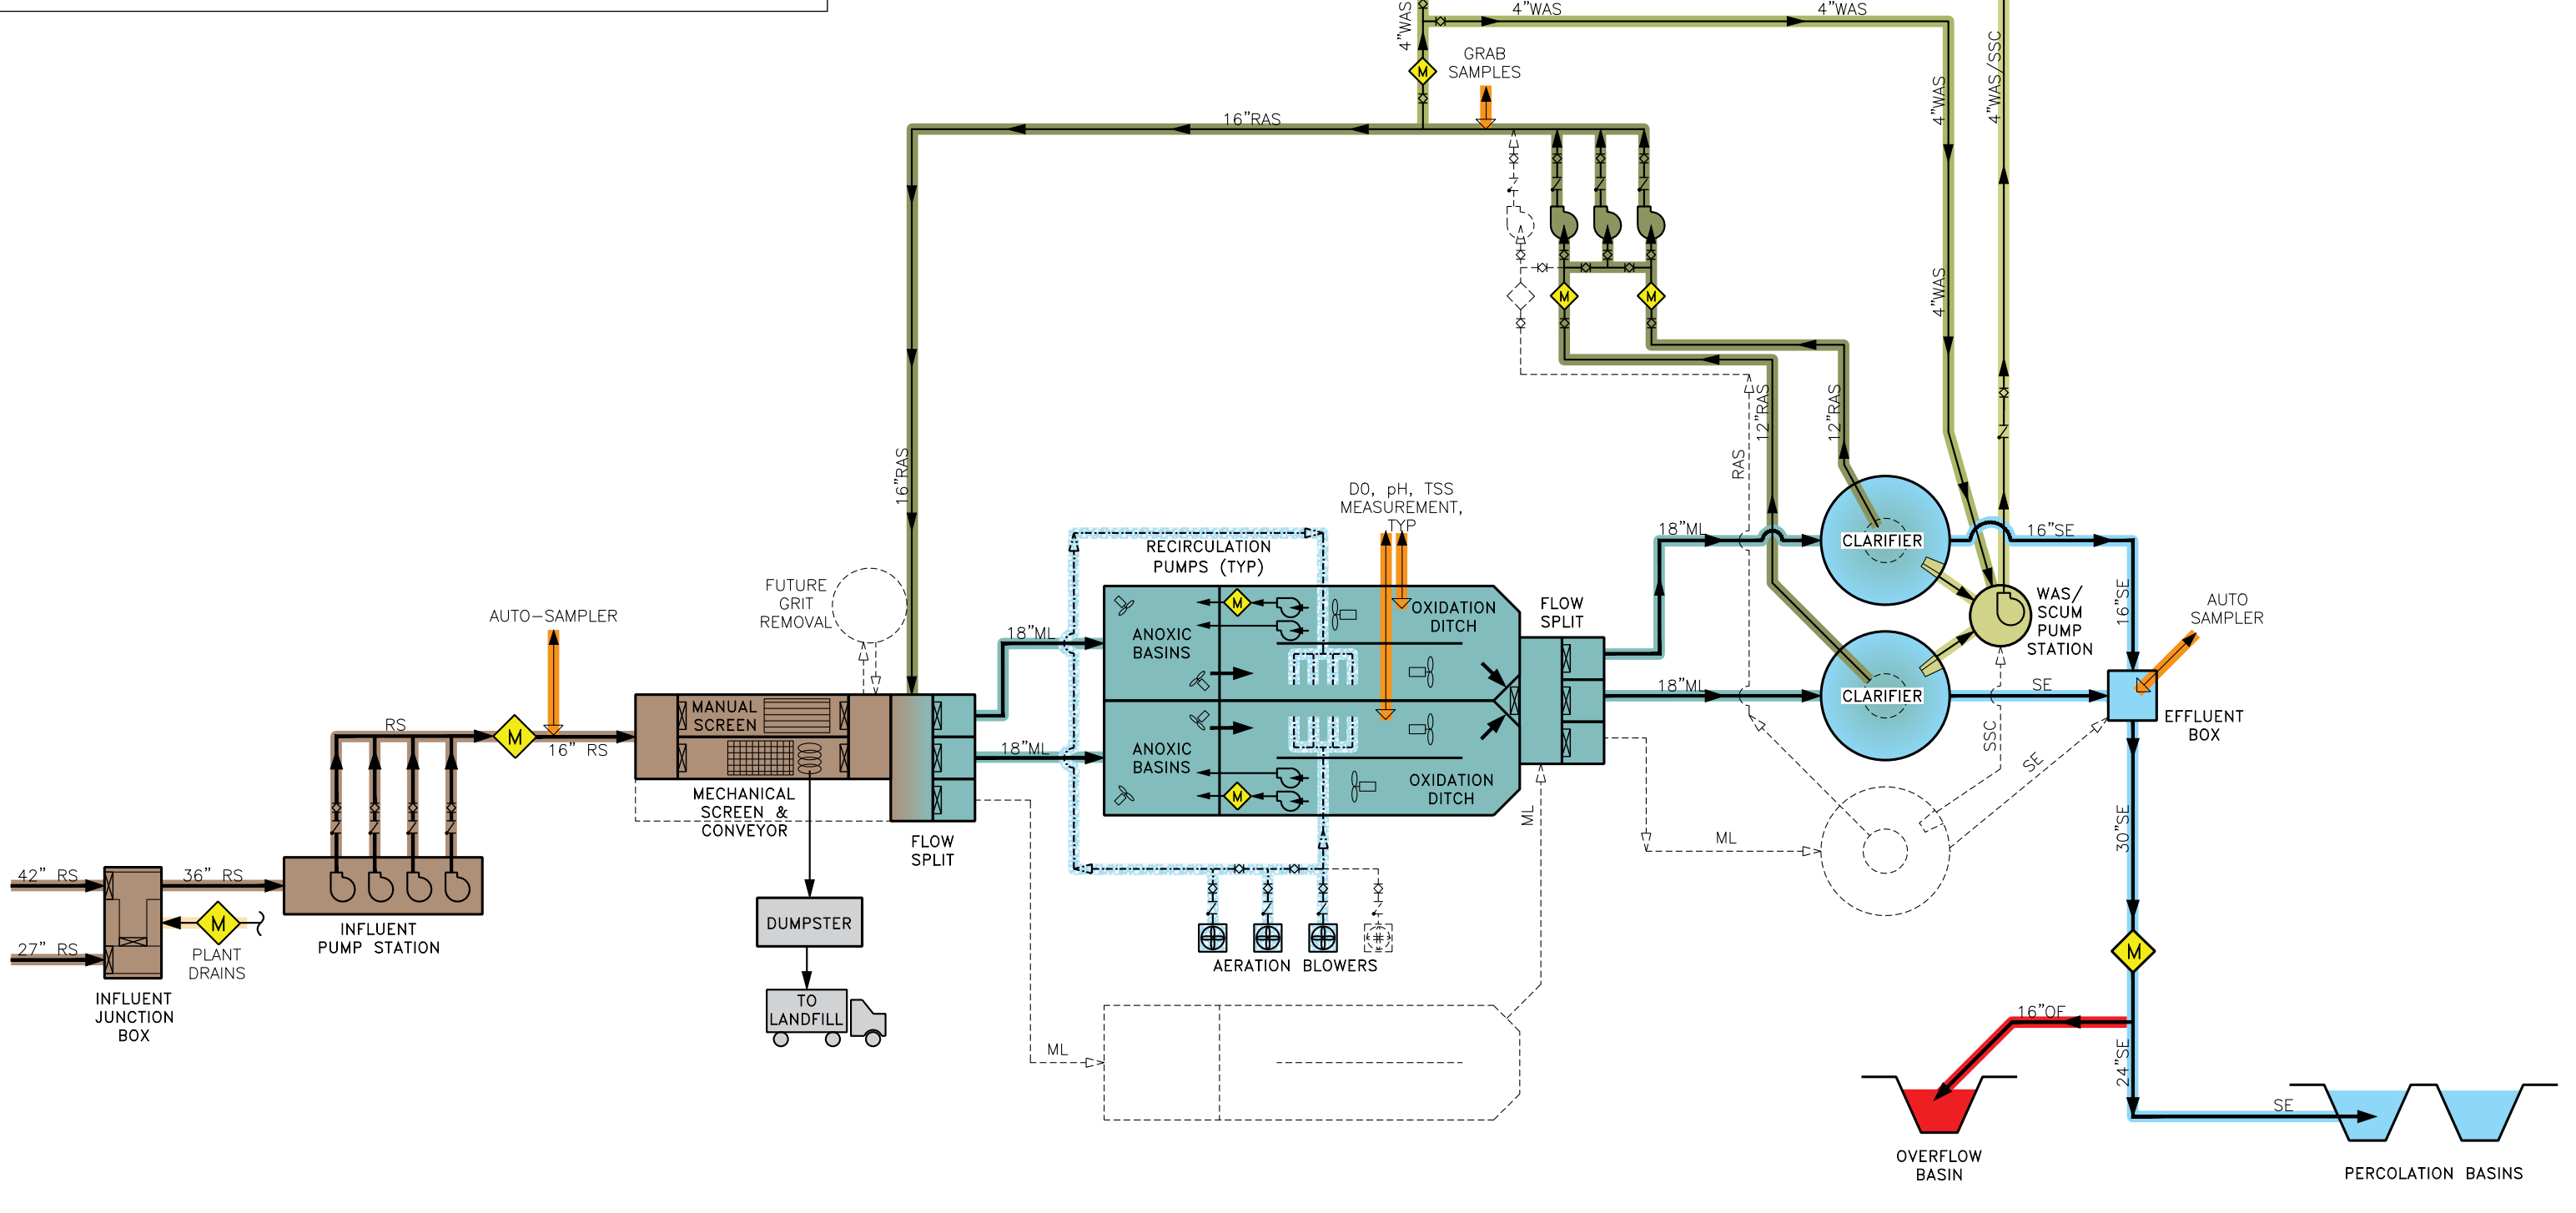 4"WAS
4"WAS
4"WAS
GRAB
SAMPLES
M
4"WAS
4"WAS/SSC
16"RAS
M
M
4"WAS
12"RAS
12"RAS
RAS
16"RAS
DO, pH, TSS
MEASUREMENT,
TYP
RECIRCULATION
PUMPS (TYP)
18"ML
CLARIFIER
16"SE
FUTURE
GRIT
REMOVAL
AUTO-SAMPLER
18"ML
ANOXIC
BASINS
M
OXIDATION
DITCH
FLOW
SPLIT
WAS/
SCUM
PUMP
STATION
16"SE
AUTO
SAMPLER
18"ML
CLARIFIER
SE
EFFLUENT
BOX
RS
M
16" RS
MANUAL
SCREEN
MECHANICAL
SCREEN &
CONVEYOR
18"ML
ANOXIC
BASINS
M
OXIDATION
DITCH
FLOW
SPLIT
ML
ML
SSC
SE
30"SE
42" RS
36" RS
27" RS
M
PLANT
DRAINS
INFLUENT
PUMP STATION
INFLUENT
JUNCTION
BOX
DUMPSTER
TO
LANDFILL
AERATION BLOWERS
ML
M
16"OF
24"SE
SE
OVERFLOW
BASIN
PERCOLATION BASINS